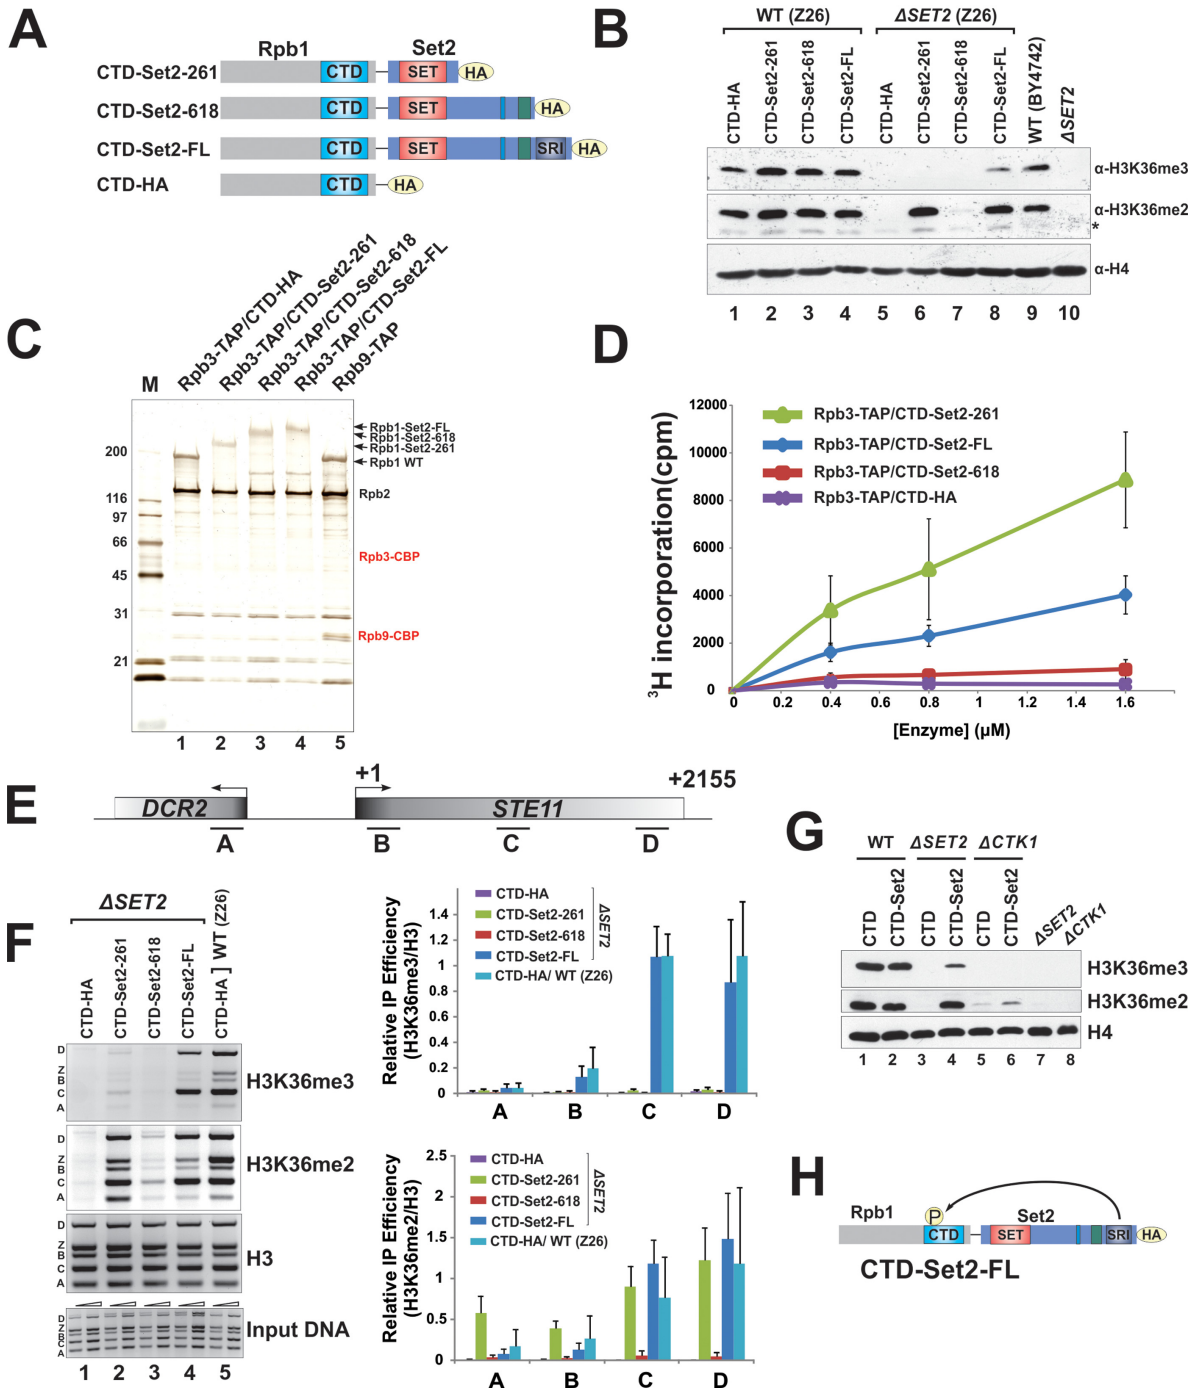 A
Rpb1
Set2
CTD-Set2-261
CTD
SET
HA
CTD-Set2-618
CTD
SET
HA
CTD-Set2-FL
CTD
SET
SRI
HA
CTD-HA
CTD
HA
B
WT (Z26)
ΔSET2 (Z26)
CTD-HA
CTD-Set2-261
CTD-Set2-618
CTD-Set2-FL
CTD-HA
CTD-Set2-261
CTD-Set2-618
CTD-Set2-FL
WT (BY4742)
ΔSET2
α-H3K36me3
α-H3K36me2
*
α-H4
1 2 3 4 5 6 7 8 9 10
C
M
Rpb3-TAP/CTD-HA
Rpb3-TAP/CTD-Set2-261
Rpb3-TAP/CTD-Set2-618
Rpb3-TAP/CTD-Set2-FL
Rpb9-TAP
200
116
97
66
45
31
21
Rpb1-Set2-FL
Rpb1-Set2-618
Rpb1-Set2-261
Rpb1 WT
Rpb2
Rpb3-CBP
Rpb9-CBP
1 2 3 4 5
D
³H incorporation(cpm)
12000
10000
8000
6000
4000
2000
0
Rpb3-TAP/CTD-Set2-261
Rpb3-TAP/CTD-Set2-FL
Rpb3-TAP/CTD-Set2-618
Rpb3-TAP/CTD-HA
0 0.2 0.4 0.6 0.8 1 1.2 1.4 1.6
[Enzyme] (μM)
E
+1
+2155
DCR2
STE11
A B C D
F
ΔSET2
CTD-HA
CTD-Set2-261
CTD-Set2-618
CTD-Set2-FL
CTD-HA] WT (Z26)
D
Z
B
C
A
H3K36me3
D
Z
B
C
A
H3K36me2
D
Z
B
C
A
H3
D
Z
B
C
A
Input DNA
1 2 3 4 5
Relative IP Efficiency
(H3K36me3/H3)
1.4
1.2
1
0.8
0.6
0.4
0.2
0
CTD-HA
CTD-Set2-261
CTD-Set2-618
CTD-Set2-FL
CTD-HA/ WT (Z26)
ΔSET2
A B C D
Relative IP Efficiency
(H3K36me2/H3)
2.5
2
1.5
1
0.5
0
CTD-HA
CTD-Set2-261
CTD-Set2-618
CTD-Set2-FL
CTD-HA/ WT (Z26)
ΔSET2
A B C D
G
WT
ΔSET2
ΔCTK1
CTD
CTD-Set2
CTD
CTD-Set2
CTD
CTD-Set2
ΔSET2
ΔCTK1
H3K36me3
H3K36me2
H4
1 2 3 4 5 6 7 8
H
Rpb1
P
Set2
CTD
SET
SRI
HA
CTD-Set2-FL